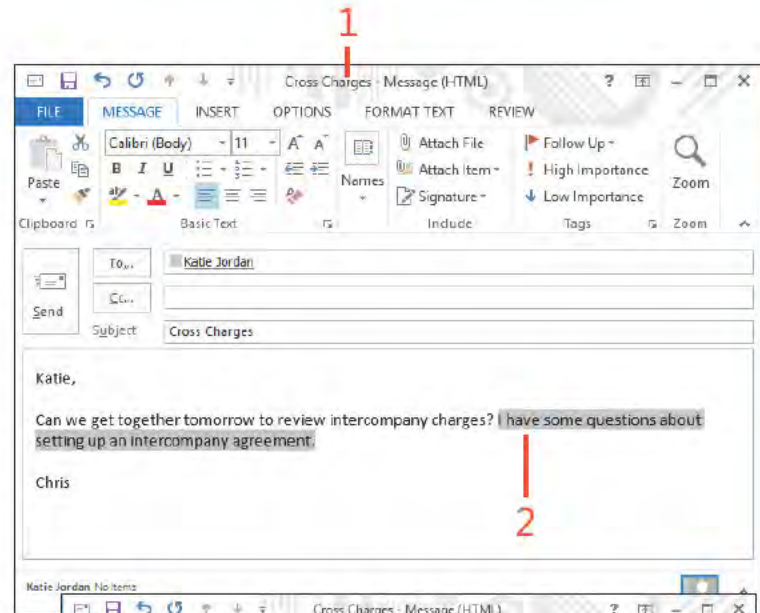 1
Cross Charges - Message (HTML) ?
FILE MESSAGE INSERT OPTIONS FORMAT TEXT REVIEW
Calibri (Body) 11 A A Attach File Follow Up
Paste B I U Names Attach Item High Importance Zoom
aby A Signature Low Importance
Clipboard Basic Text Include Tags Zoom
To... Katie Jordan
Send Cc...
Subject Cross Charges
Katie,
Can we get together tomorrow to review intercompany charges? I have some questions about
setting up an intercompany agreement.
Chris
2
Katie Jordan No Items
Cross Charges - Message (HTML) ?